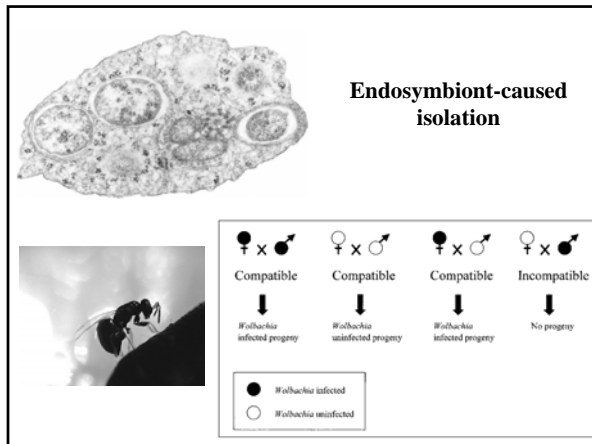 Endosymbiont-caused
isolation
X X X X
Compatible Compatible Compatible Incompatible
Wolbachia Wolbachia Wolbachia No progeny
infected progeny uninfected progeny infected progeny
Wolbachia infected
Wolbachia uninfected